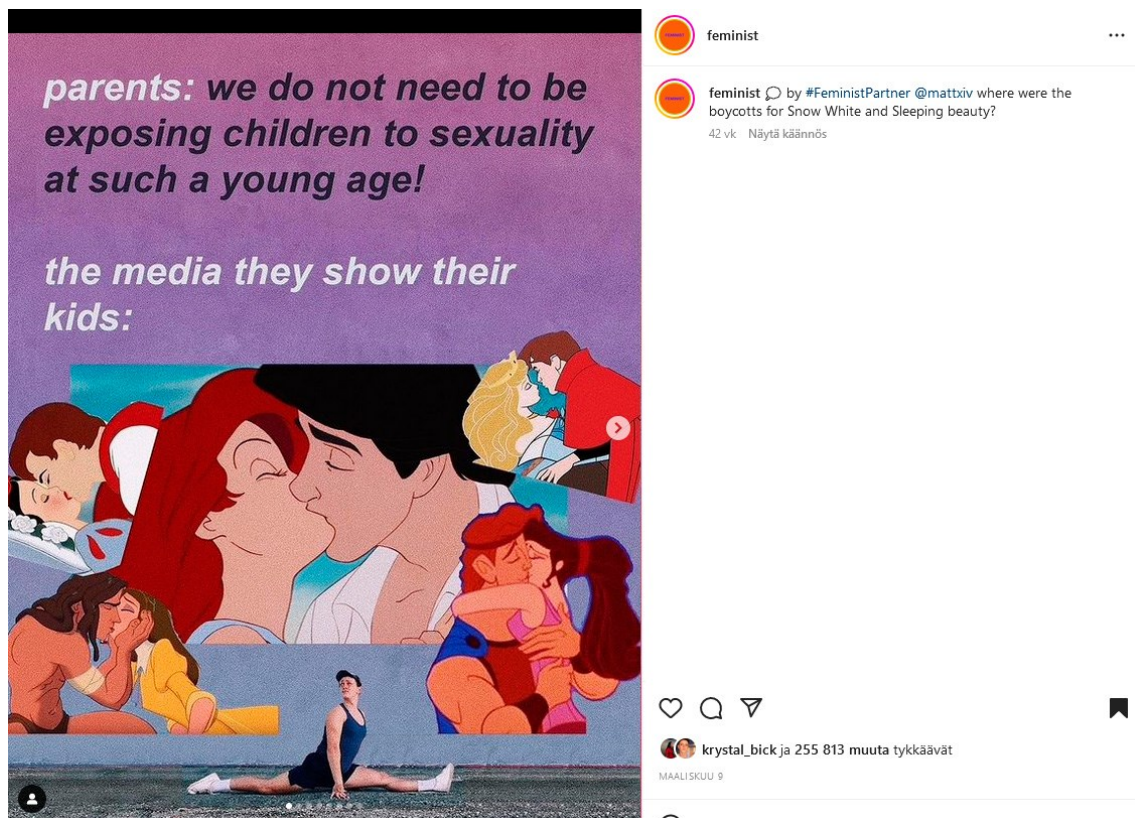 parents: we do not need to be
exposing children to sexuality
at such a young age!
the media they show their
kids:
feminist
feminist by #FeministPartner @mattxiv where were the
boycotts for Snow White and Sleeping beauty?
42 vk Näytä käännös
krystal_bick ja 255 813 muuta tykkäävät
MAALISKUU 9